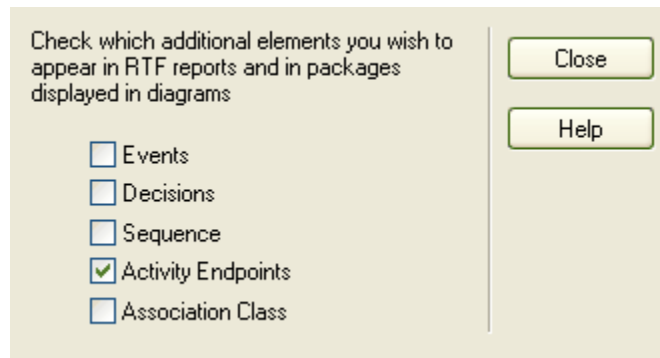 Check which additional elements you wish to
appear in RTF reports and in packages
displayed in diagrams
Close
Help
Events
Decisions
Sequence
Activity Endpoints
Association Class